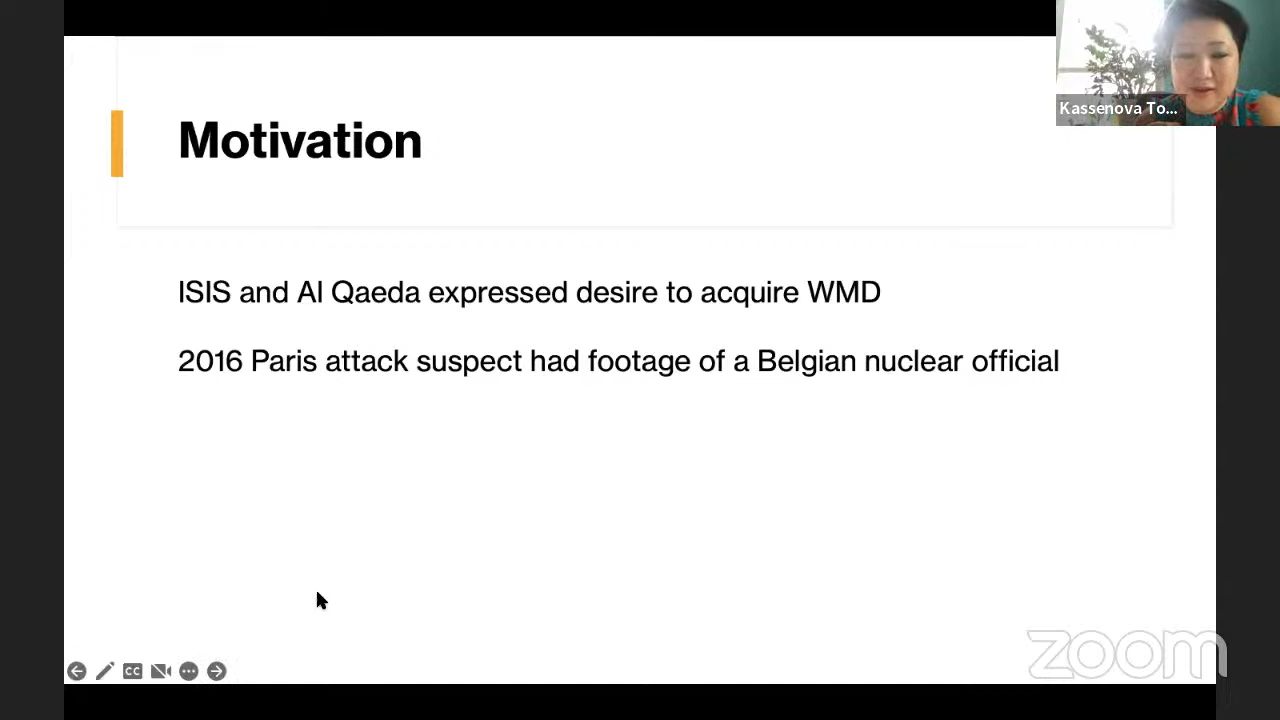 Kassenova To...
Motivation
ISIS and Al Qaeda expressed desire to acquire WMD
2016 Paris attack suspect had footage of a Belgian nuclear official
CC
zoom